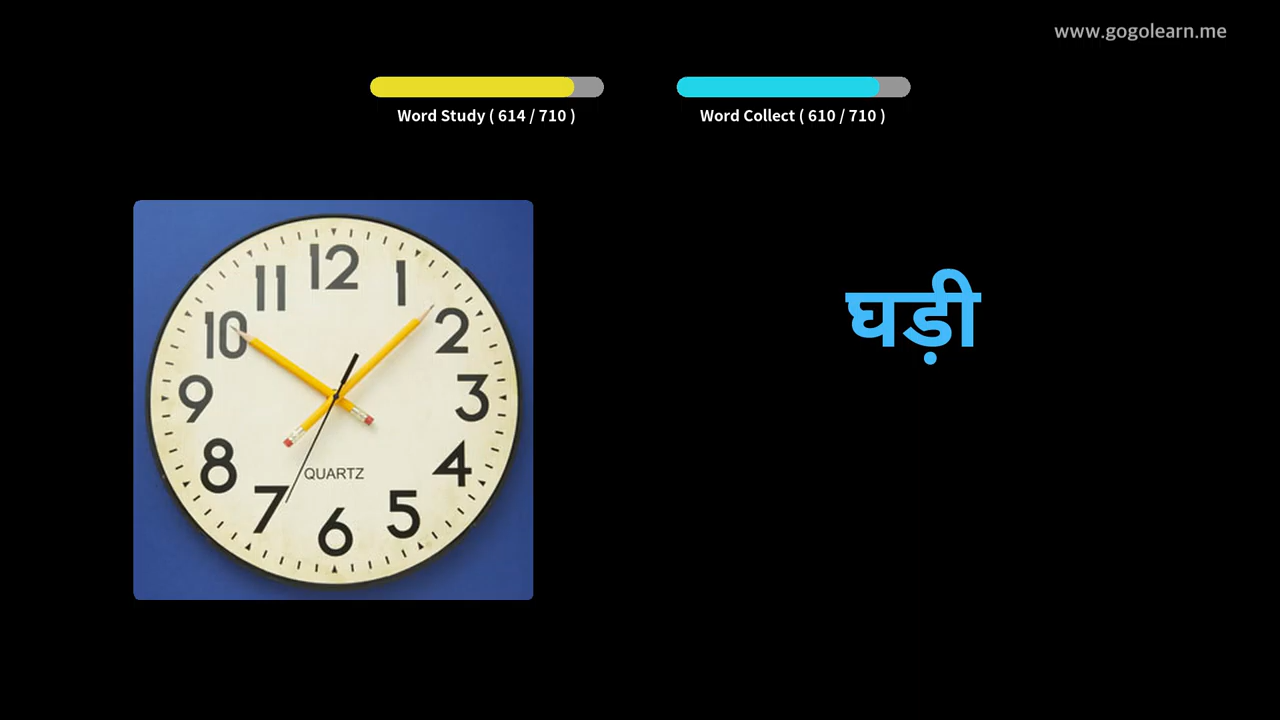 www.gogolearn.me
Word Study ( 614 / 710 )
Word Collect ( 610 / 710 )
12
1
2
3
4
5
6
7
8
9
10
11
QUARTZ
घड़ी